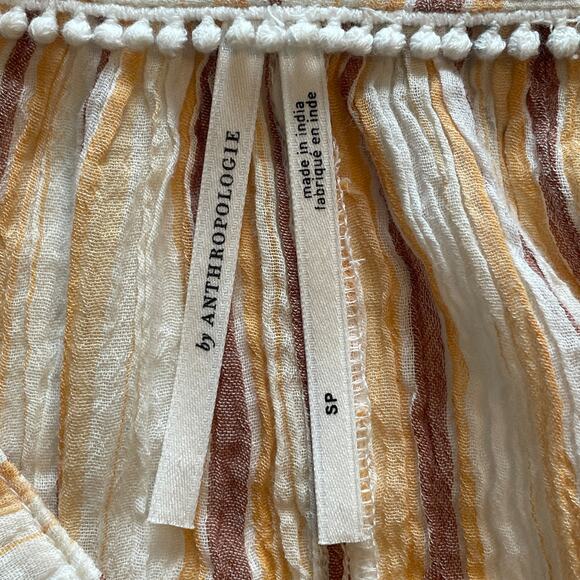 by ANTHROPOLOGIE
made in india
fabriqué en inde
SP